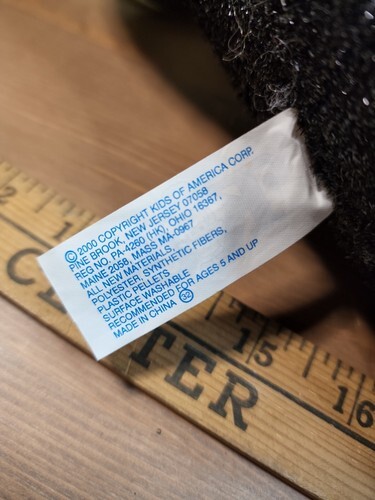 © 2000 COPYRIGHT KIDS OF AMERICA CORP.
PINE BROOK, NEW JERSEY 07058
REG NO. PA-4260 (HK), OHIO 18367,
MAINE 2058, MASS MA-0967
ALL NEW MATERIALS,
POLYESTER, SYNTHETIC FIBERS,
PLASTIC PELLETS
SURFACE WASHABLE
RECOMMENDED FOR AGES 5 AND UP
MADE IN CHINA 32
2
15
16
TER